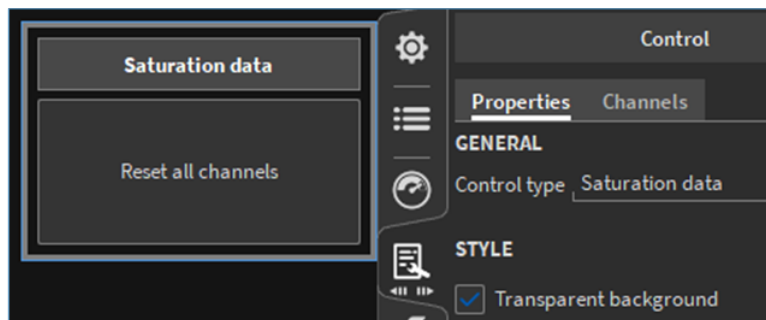 Saturation data
Reset all channels
Control
Properties Channels
GENERAL
Control type Saturation data
STYLE
Transparent background